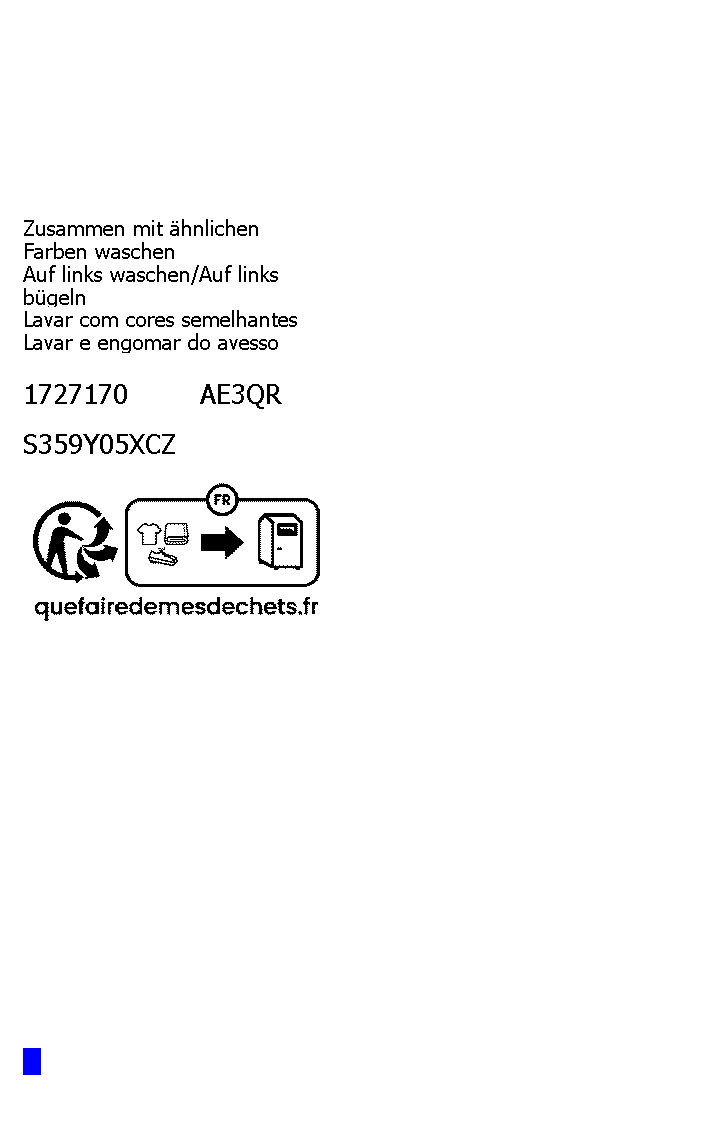 Zusammen mit ähnlichen
Farben waschen
Auf links waschen/Auf links
bügeln
Lavar com cores semelhantes
Lavar e engomar do avesso
1727170 AE3QR
S359Y05XCZ
FR
quefairedemesdechets.fr